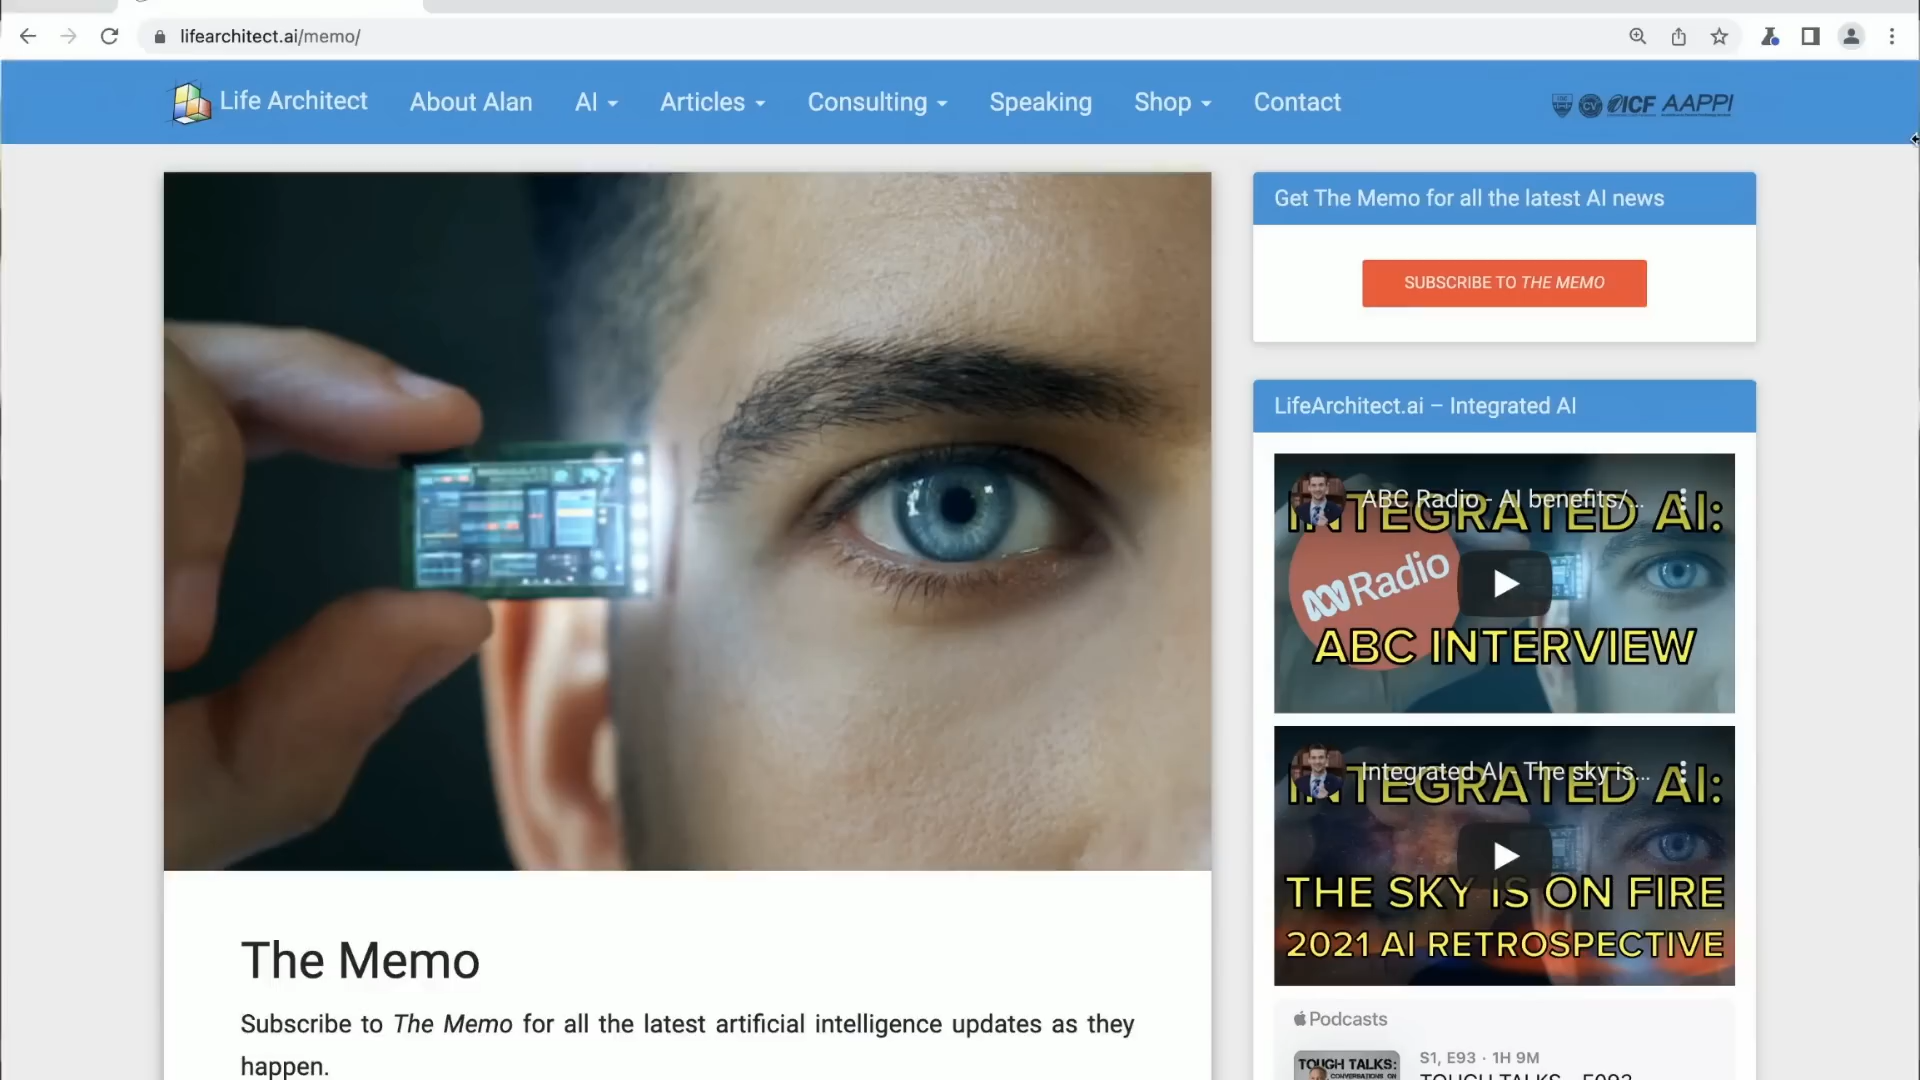 lifearchitect.ai/memo/
Life Architect
About Alan
AI
Articles
Consulting
Speaking
Shop
Contact
CV
ICF
AAPPI
Get The Memo for all the latest AI news
SUBSCRIBE TO THE MEMO
LifeArchitect.ai – Integrated AI
ABC Radio - AI benefits/...
INTEGRATED AI:
Radio
ABC INTERVIEW
Integrated AI - The sky is...
INTEGRATED AI:
THE SKY IS ON FIRE
2021 AI RETROSPECTIVE
Podcasts
TOUGH TALKS:
S1, E93 · 1H 9M
The Memo
Subscribe to The Memo for all the latest artificial intelligence updates as they
happen.